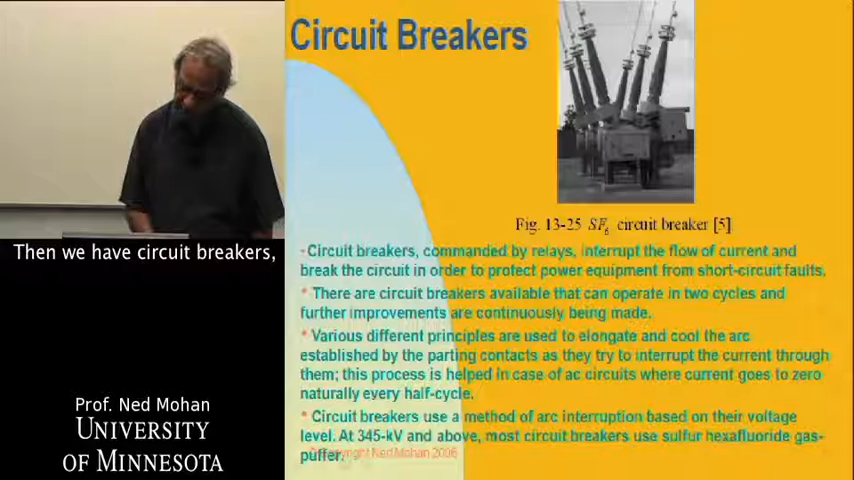 Circuit Breakers
Fig. 13-25 SF6 circuit breaker [5]
Then we have circuit breakers,
- Circuit breakers, commanded by relays, interrupt the flow of current and
break the circuit in order to protect power equipment from short-circuit faults.
* There are circuit breakers available that can operate in two cycles and
further improvements are continuously being made.
* Various different principles are used to elongate and cool the arc
established by the parting contacts as they try to interrupt the current through
them; this process is helped in case of ac circuits where current goes to zero
naturally every half-cycle.
* Circuit breakers use a method of arc interruption based on their voltage
level. At 345-kV and above, most circuit breakers use sulfur hexafluoride gas-
puffer.
Copyright Ned Mohan 2006
Prof. Ned Mohan
UNIVERSITY
OF MINNESOTA